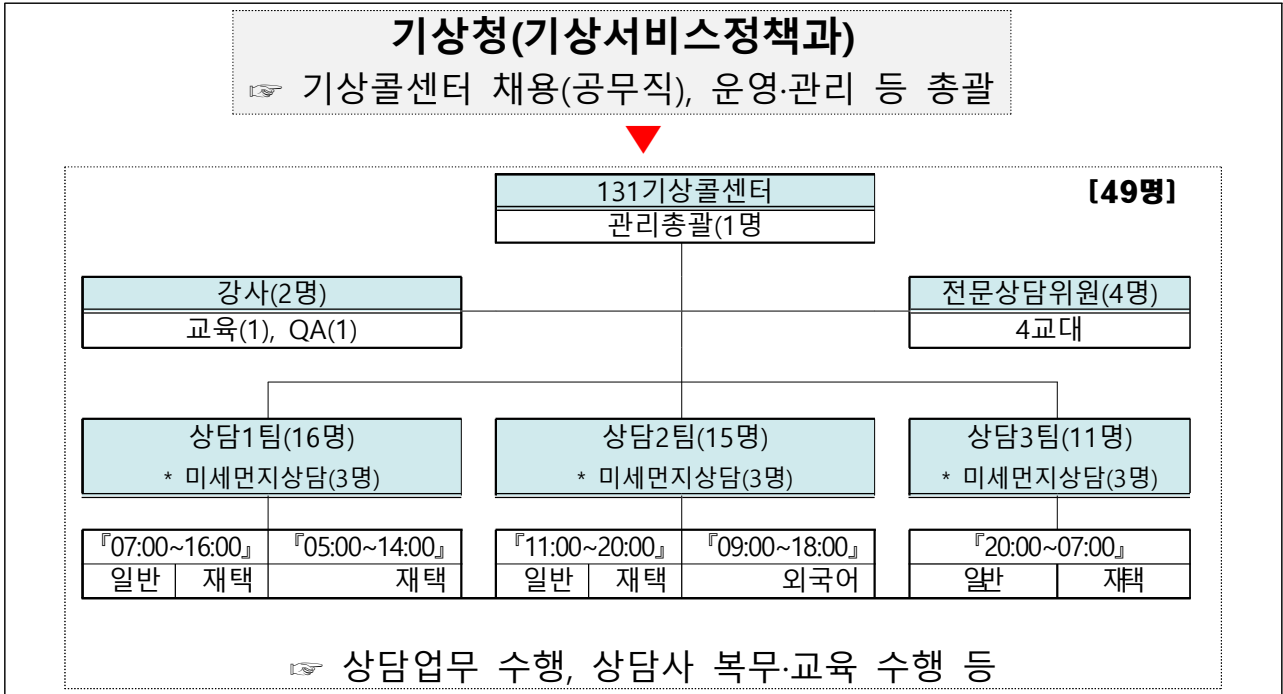 기상청(기상서비스정책과)
☞ 기상콜센터 채용(공무직), 운영·관리 등 총괄
131기상콜센터
[49명]
관리총괄(1명
강사(2명)
교육(1), QA(1)
전문상담위원(4명)
4교대
상담1팀(16명)
* 미세먼지상담(3명)
상담2팀(15명)
* 미세먼지상담(3명)
상담3팀(11명)
* 미세먼지상담(3명)
『07:00~16:00』 『05:00~14:00』
일반 재택 재택
『11:00~20:00』 『09:00~18:00』
일반 재택 외국어
『20:00~07:00』
일반 재택
☞ 상담업무 수행, 상담사 복무·교육 수행 등